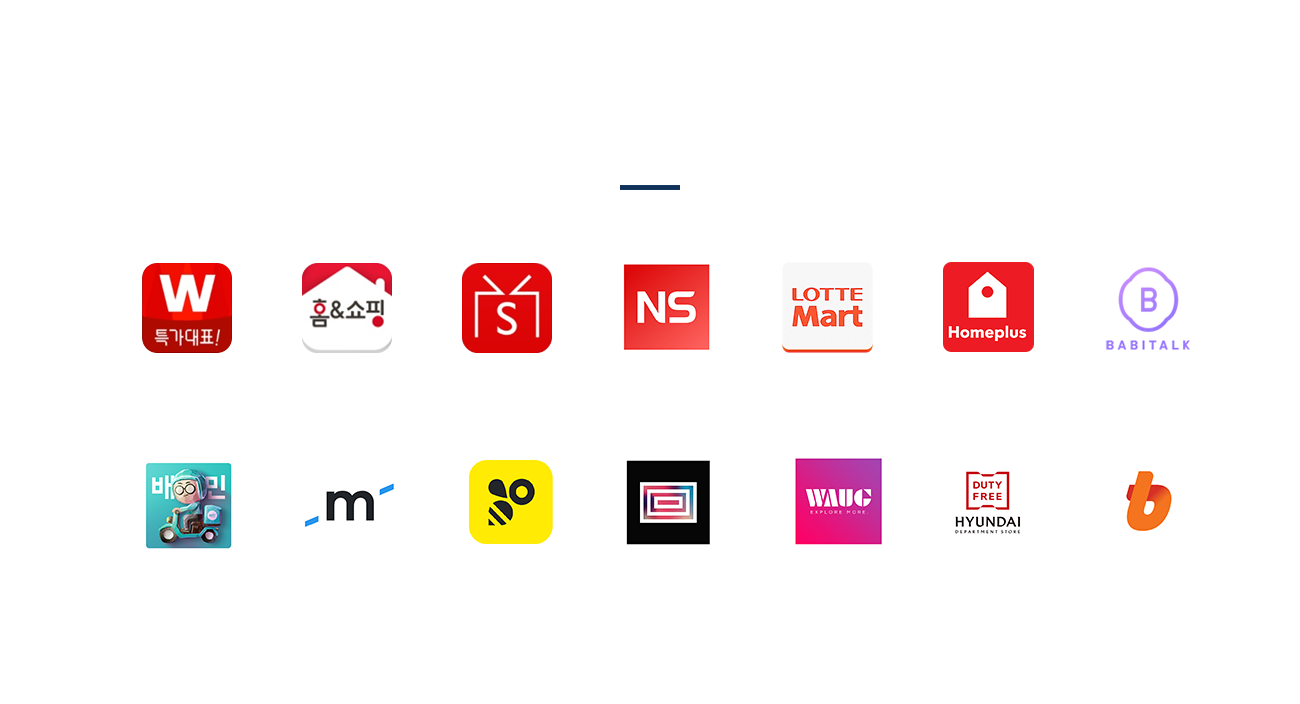 W
특가대표!
홈&쇼핑
S
NS
LOTTE
Mart
Homeplus
B
BABITALK
배민
m
WAUG
EXPLORE MORE
DUTY
FREE
HYUNDAI
DEPARTMENT STORE
b